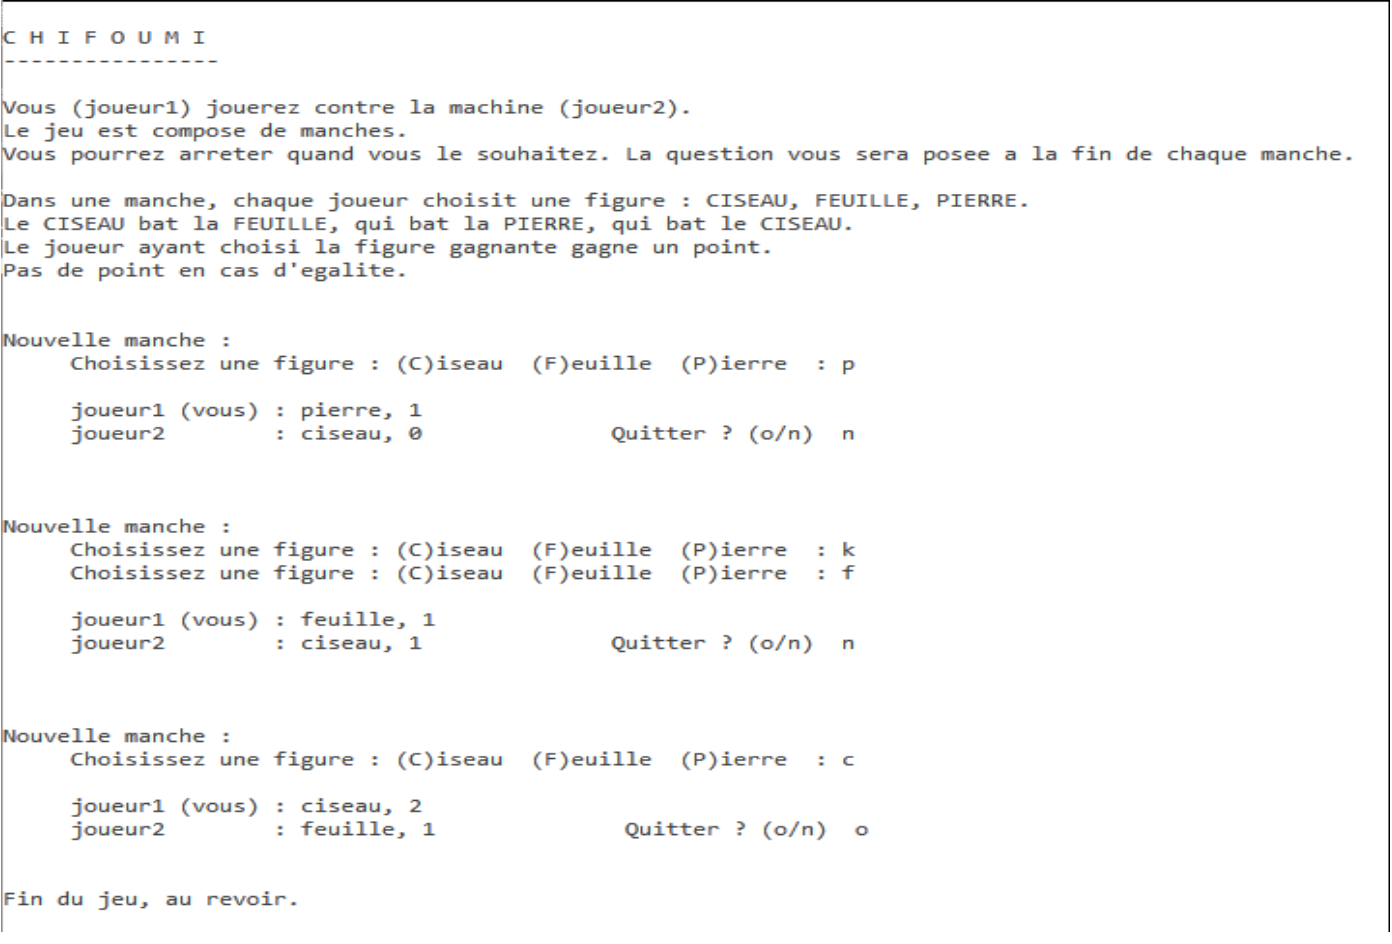 C H I F O U M I
----------------
Vous (joueur1) jouerez contre la machine (joueur2).
Le jeu est compose de manches.
Vous pourrez arreter quand vous le souhaitez. La question vous sera posee a la fin de chaque manche.
Dans une manche, chaque joueur choisit une figure : CISEAU, FEUILLE, PIERRE.
Le CISEAU bat la FEUILLE, qui bat la PIERRE, qui bat le CISEAU.
Le joueur ayant choisi la figure gagnante gagne un point.
Pas de point en cas d'egalite.
Nouvelle manche :
Choisissez une figure : (C)iseau (F)euille (P)ierre : p
joueur1 (vous) : pierre, 1
joueur2 : ciseau, 0 Quitter ? (o/n) n
Nouvelle manche :
Choisissez une figure : (C)iseau (F)euille (P)ierre : k
Choisissez une figure : (C)iseau (F)euille (P)ierre : f
joueur1 (vous) : feuille, 1
joueur2 : ciseau, 1 Quitter ? (o/n) n
Nouvelle manche :
Choisissez une figure : (C)iseau (F)euille (P)ierre : c
joueur1 (vous) : ciseau, 2
joueur2 : feuille, 1 Quitter ? (o/n) o
Fin du jeu, au revoir.